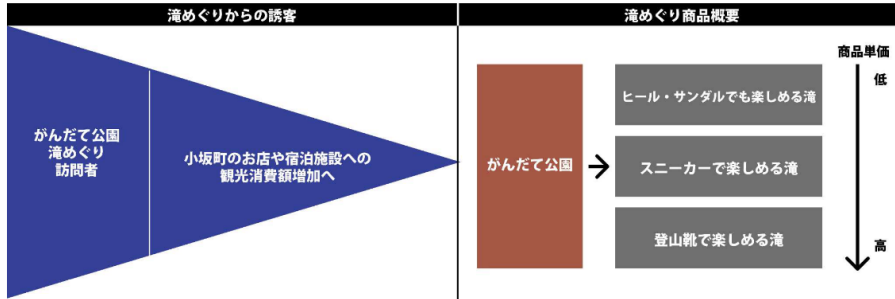 滝めぐりからの誘客
がんだて公園
滝めぐり
訪問者
小坂町のお店や宿泊施設への
観光消費額増加へ
滝めぐり商品概要
がんだて公園
ヒール・サンダルでも楽しめる滝
スニーカーで楽しめる滝
登山靴で楽しめる滝
商品単価
低
高